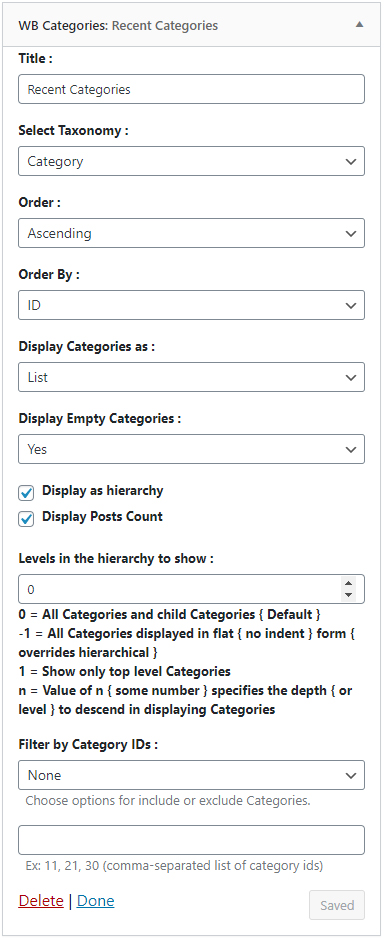 WB Categories: Recent Categories
Title :
Recent Categories
Select Taxonomy :
Category
Order :
Ascending
Order By :
ID
Display Categories as :
List
Display Empty Categories :
Yes
Display as hierarchy
Display Posts Count
Levels in the hierarchy to show :
0
0 = All Categories and child Categories { Default }
-1 = All Categories displayed in flat { no indent } form {
overrides hierarchical }
1 = Show only top level Categories
n = Value of n { some number } specifies the depth { or
level } to descend in displaying Categories
Filter by Category IDs :
None
Choose options for include or exclude Categories.
Ex: 11, 21, 30 (comma-separated list of category ids)
Delete | Done
Saved